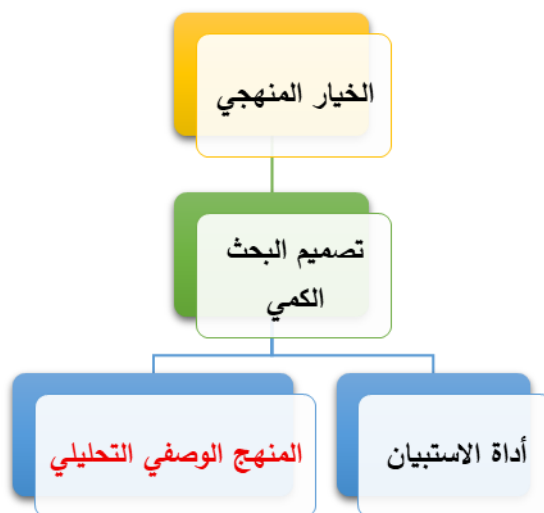 الخيار المنهجي
تصميم البحث
الكمي
أداة الاستبيان
المنهج الوصفي التحليلي